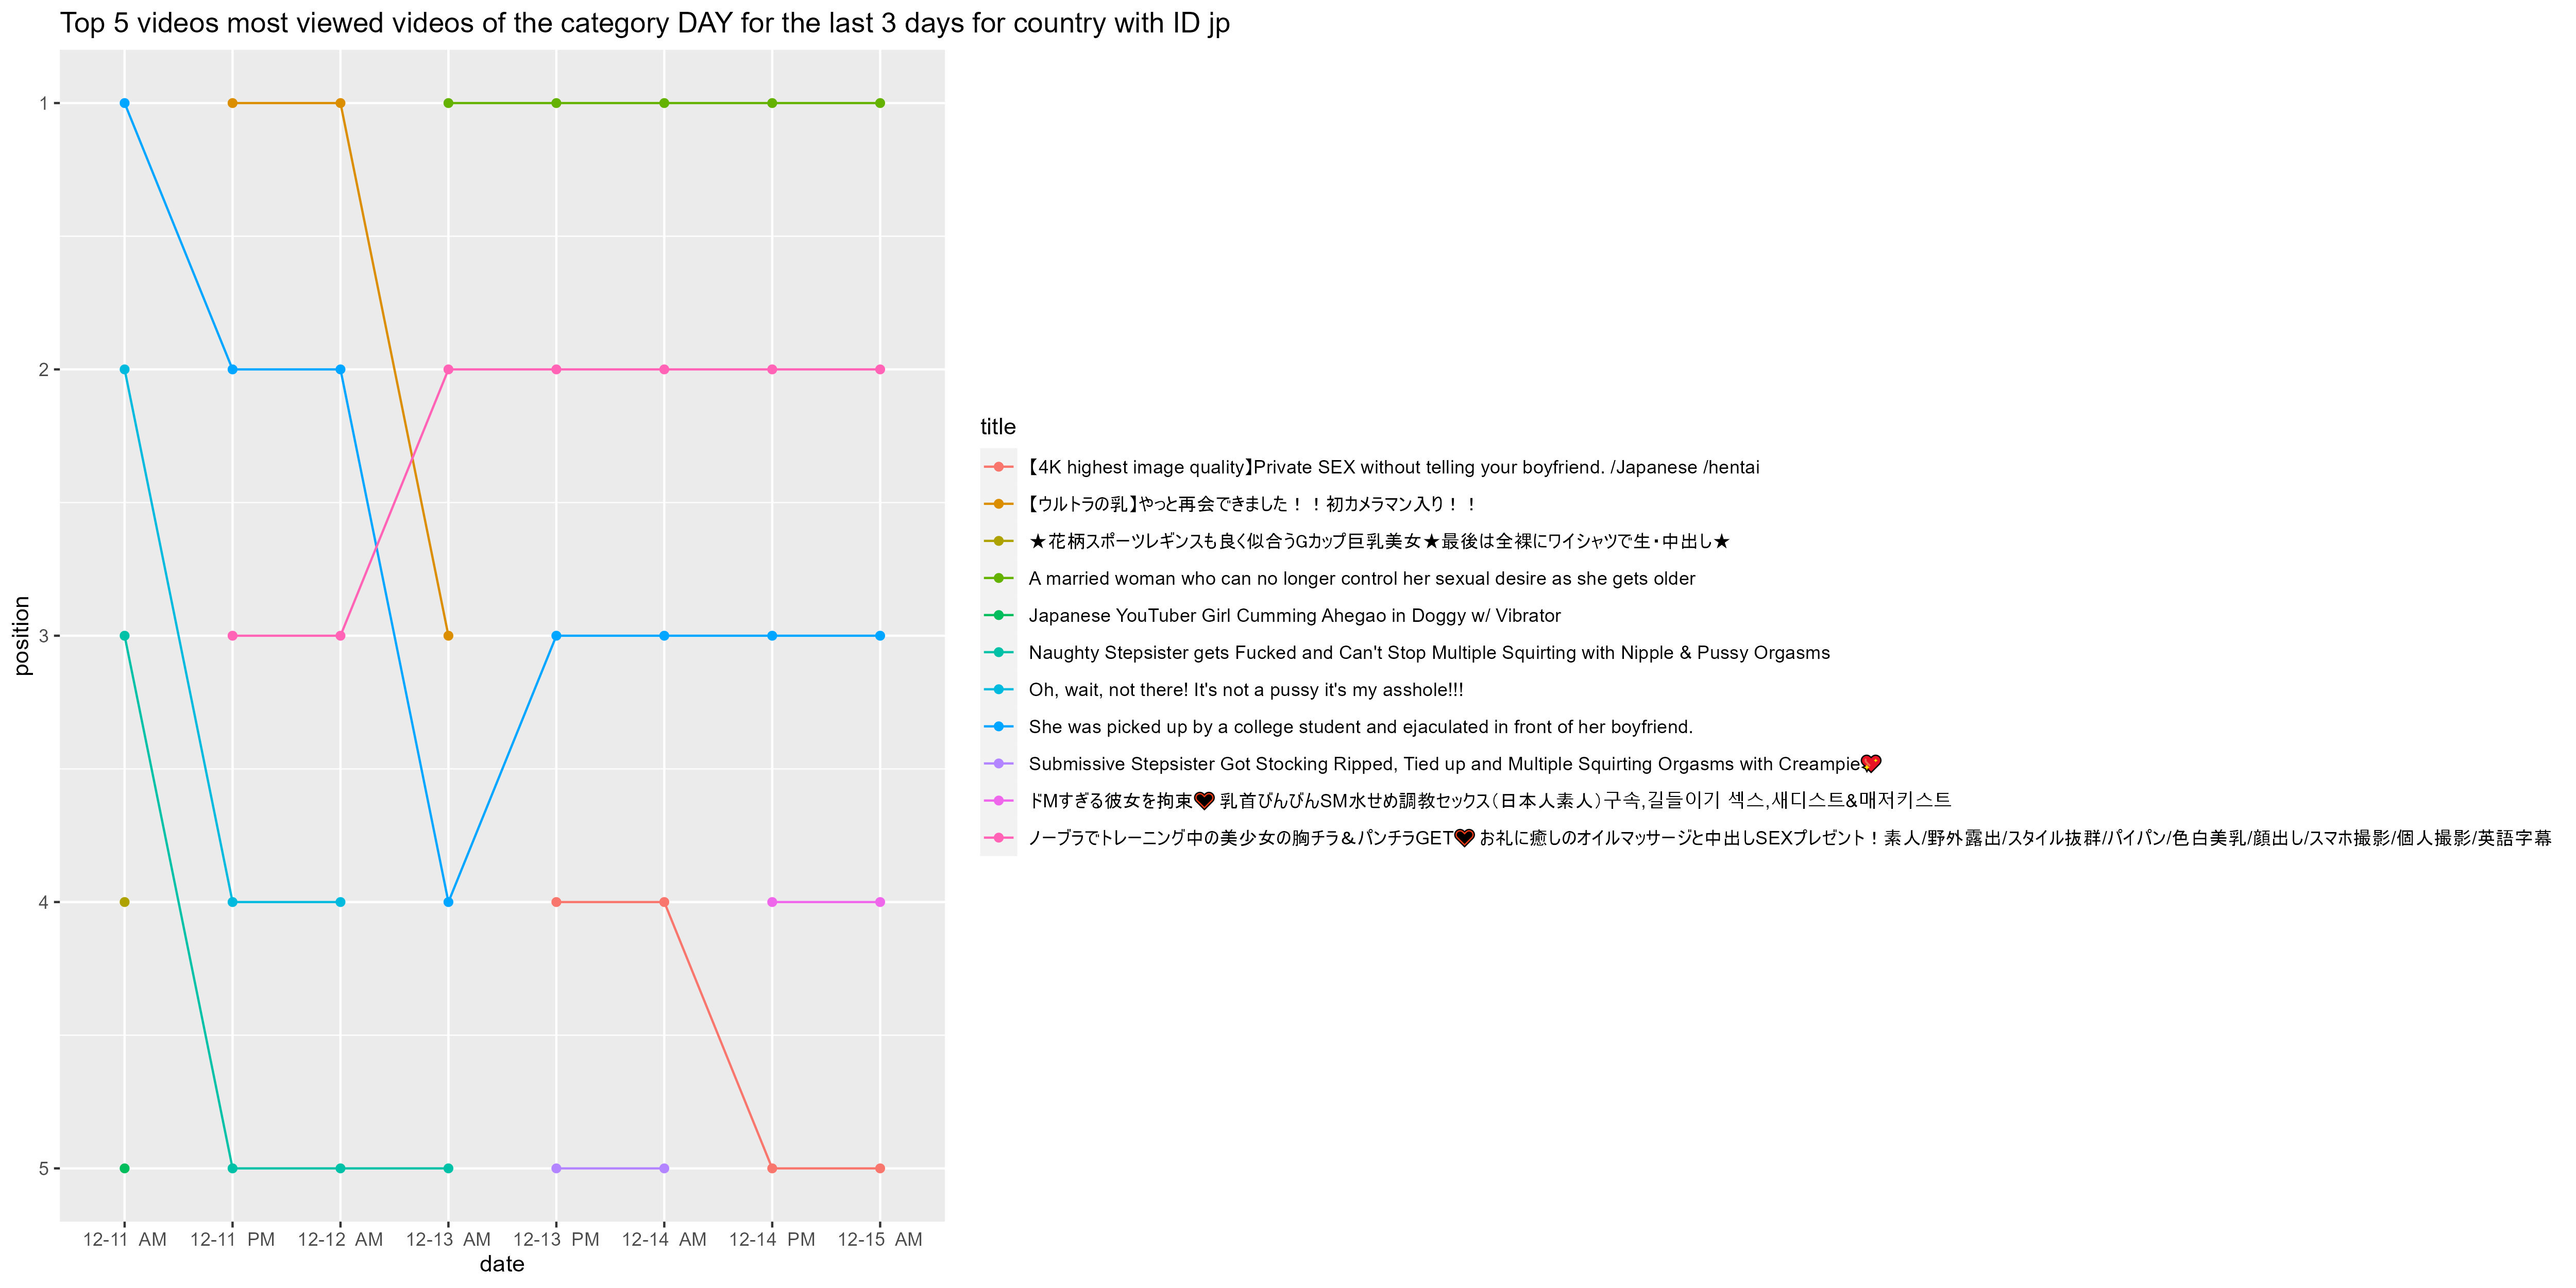 Top 5 videos most viewed videos of the category DAY for the last 3 days for country with ID jp
position
1
2
3
4
5
12-11 AM
12-11 PM
12-12 AM
12-13 AM
12-13 PM
12-14 AM
12-14 PM
12-15 AM
date
title
【4K highest image quality】Private SEX without telling your boyfriend. /Japanese /hentai
【ウルトラの乳】やっと再会できました！！初カメラマン入り！！
★花柄スポーツレギンスも良く似合うGカップ巨乳美女★最後は全裸にワイシャツで生・中出し★
A married woman who can no longer control her sexual desire as she gets older
Japanese YouTuber Girl Cumming Ahegao in Doggy w/ Vibrator
Naughty Stepsister gets Fucked and Can't Stop Multiple Squirting with Nipple & Pussy Orgasms
Oh, wait, not there! It's not a pussy it's my asshole!!!
She was picked up by a college student and ejaculated in front of her boyfriend.
Submissive Stepsister Got Stocking Ripped, Tied up and Multiple Squirting Orgasms with Creampie💖
ドMすぎる彼女を拘束🖤 乳首びんびんSM水せめ調教セックス（日本人素人）구속,길들이기 섹스,새디스트&매저키스트
ノーブラでトレーニング中の美少女の胸チラ＆パンチラGET🖤 お礼に癒しのオイルマッサージと中出しSEXプレゼント！素人/野外露出/スタイル抜群/パイパン/色白美乳/顔出し/スマホ撮影/個人撮影/英語字幕